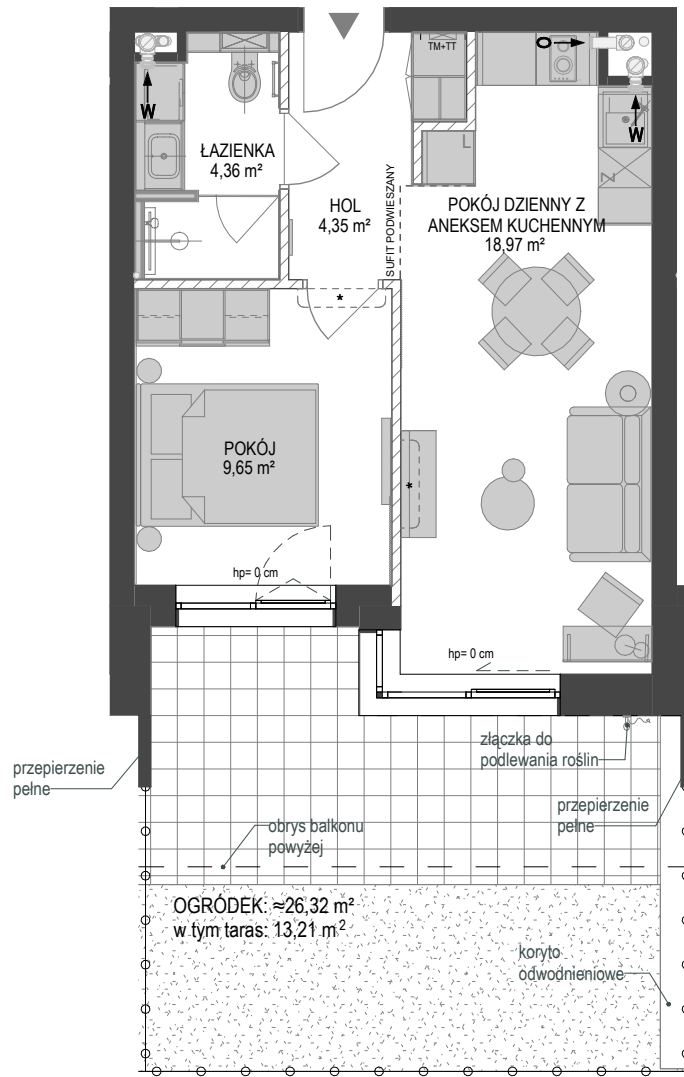 TM+TT
O
W
W
ŁAZIENKA
4,36 m²
L
Z
HOL
4,35 m²
SUFIT PODWIESZANY
POKÓJ DZIENNY Z
ANEKSEM KUCHENNYM
18,97 m²
*
POKÓJ
9,65 m²
*
hp= 0 cm
hp= 0 cm
złączka do
podlewania roślin
przepierzenie
pełne
przepierzenie
pełne
obrys balkonu
powyżej
OGRÓDEK: ≈26,32 m²
w tym taras: 13,21 m²
koryto
odwodnieniowe